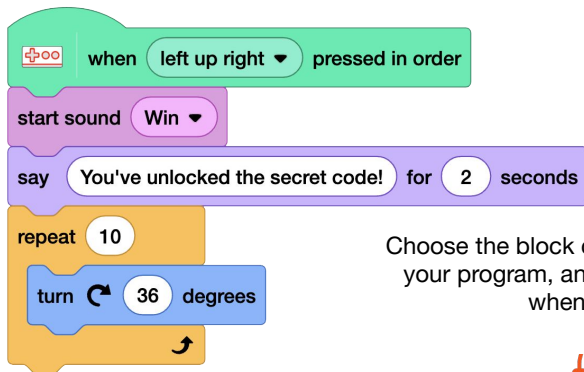 when left up right pressed in order
start sound Win
say You've unlocked the secret code! for 2 seconds
repeat 10
Choose the block
your program, an
turn 36 degrees
when